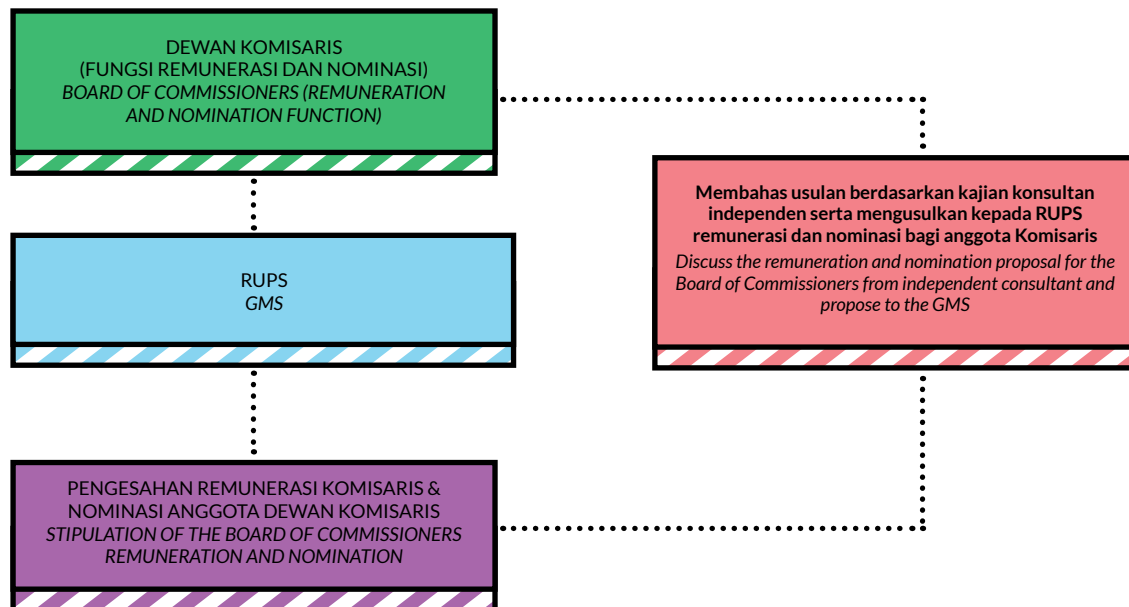 DEWAN KOMISARIS
(FUNGSI REMUNERASI DAN NOMINASI)
BOARD OF COMMISSIONERS (REMUNERATION
AND NOMINATION FUNCTION)
RUPS
GMS
PENGESAHAN REMUNERASI KOMISARIS &
NOMINASI ANGGOTA DEWAN KOMISARIS
STIPULATION OF THE BOARD OF COMMISSIONERS
REMUNERATION AND NOMINATION
Membahas usulan berdasarkan kajian konsultan
independen serta mengusulkan kepada RUPS
remunerasi dan nominasi bagi anggota Komisaris
Discuss the remuneration and nomination proposal for the
Board of Commissioners from independent consultant and
propose to the GMS